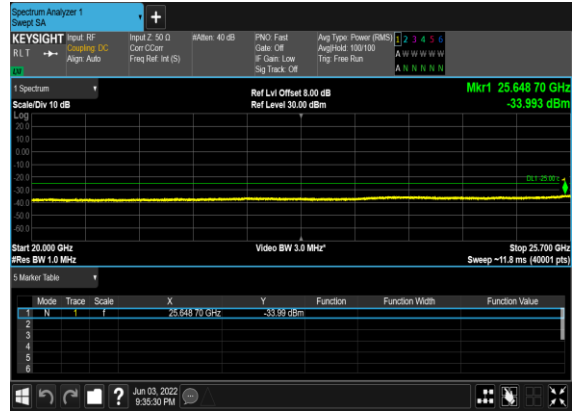 Spectrum Analyzer 1
Swept SA
+
KEYSIGHT Input: RF Input Z: 50 Ω #Atten: 40 dB PNO: Fast Avg Type: Power (RMS) 1 2 3 4 5 6
RLT Coupling: DC Corr CCorr Gate: Off Avg|Hold: 100/100 A W W W W W
Align: Auto Freq Ref: Int (S) IF Gain: Low Trig: Free Run
Sig Track: Off A N N N N N
1 Spectrum Ref Lvl Offset 8.00 dB Mkr1 25.648 70 GHz
Scale/Div 10 dB Ref Level 30.00 dBm -33.993 dBm
Log
20.0
10.0
0.00
-10.0
-20.0
-30.0
-40.0
-50.0
-60.0
Start 20.000 GHz Video BW 3.0 MHz* Stop 25.700 GHz
#Res BW 1.0 MHz Sweep ~11.8 ms (40001 pts)
5 Marker Table
Mode Trace Scale X Y Function Function Width Function Value
1 N 1 f 25.648 70 GHz -33.99 dBm
2
3
4
5
6
? Jun 03, 2022
9:35:30 PM